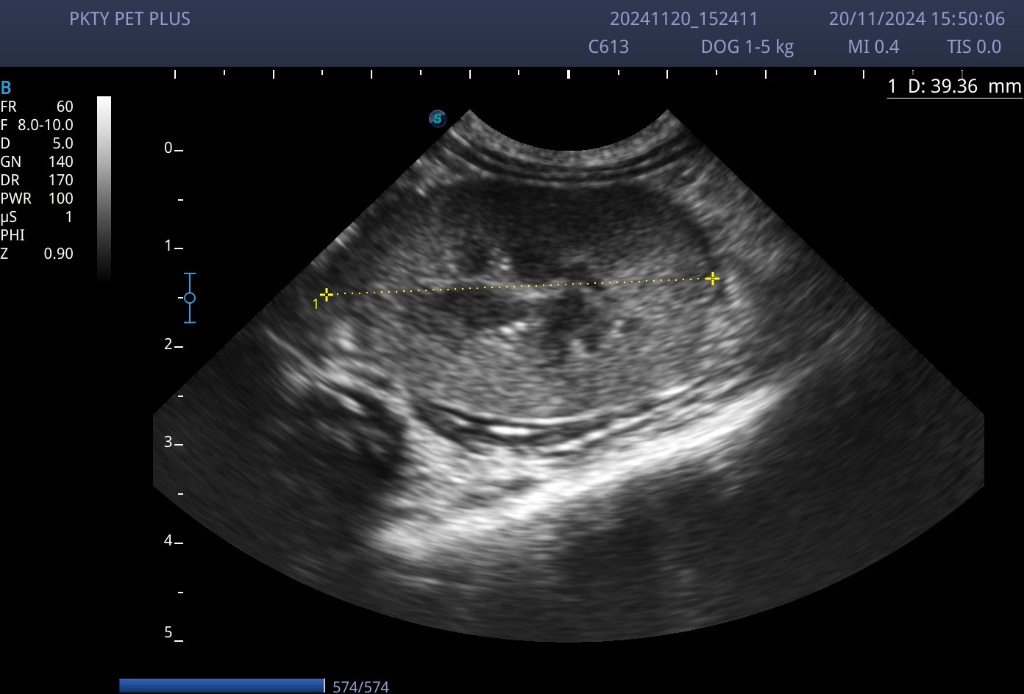 PKTY PET PLUS
20241120_152411
20/11/2024 15:50:06
C613
DOG 1-5 kg
MI 0.4
TIS 0.0
1 D: 39.36 mm
B
FR 60
F 8.0-10.0
D 5.0
GN 140
DR 170
PWR 100
µS 1
PHI
Z 0.90
S
0
1
1
2
3
4
5
574/574